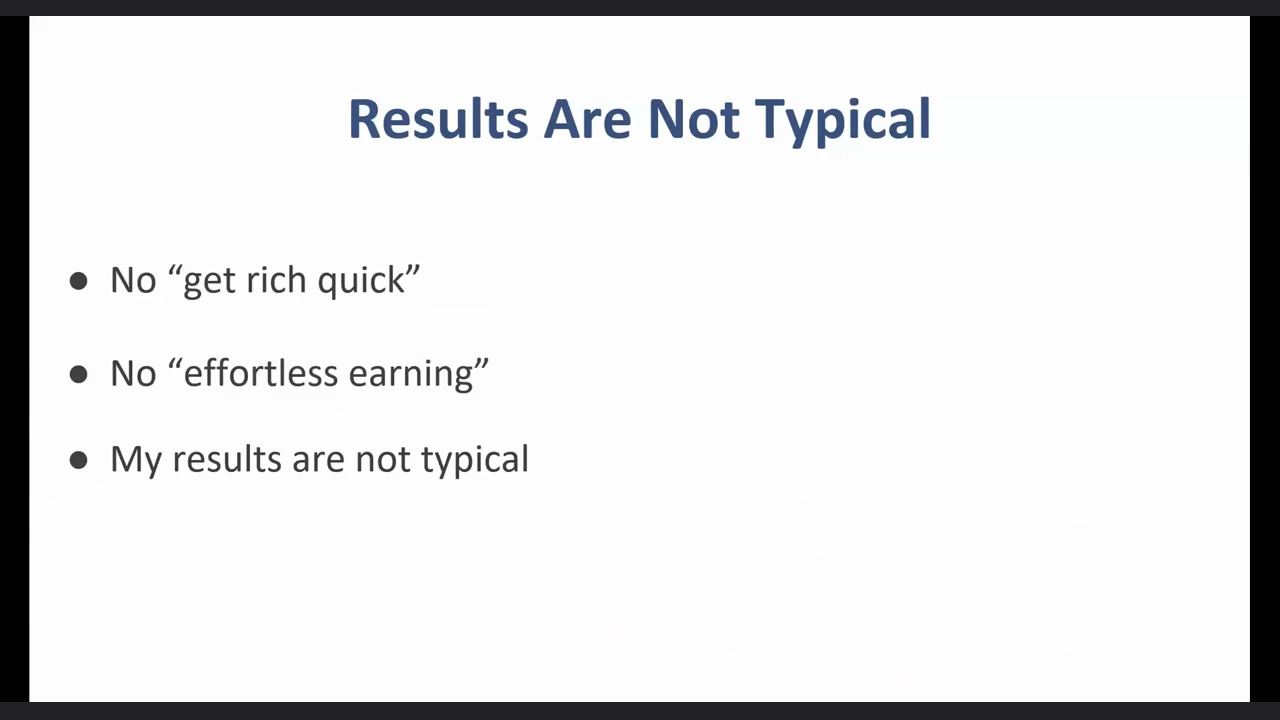 Results Are Not Typical
● No “get rich quick”
● No “effortless earning”
● My results are not typical